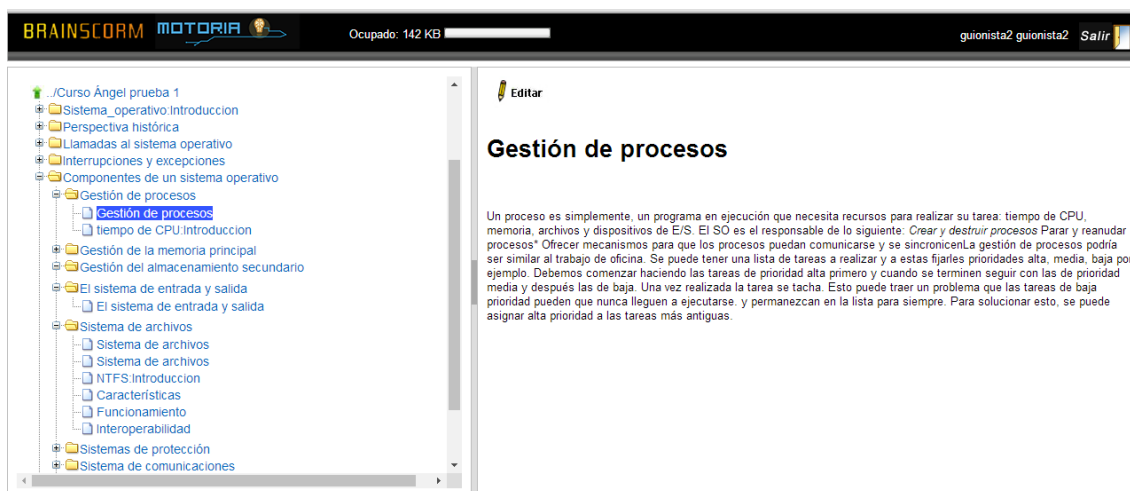 BRAINSCORM MOTORIA Ocupado: 142 KB guionista2 guionista2 Salir
../Curso Ángel prueba 1
Sistema_operativo:Introduccion
Perspectiva histórica
Llamadas al sistema operativo
Interrupciones y excepciones
Componentes de un sistema operativo
Gestión de procesos
Gestión de procesos
tiempo de CPU:Introduccion
Gestión de la memoria principal
Gestión del almacenamiento secundario
El sistema de entrada y salida
El sistema de entrada y salida
Sistema de archivos
Sistema de archivos
Sistema de archivos
NTFS:Introduccion
Características
Funcionamiento
Interoperabilidad
Sistemas de protección
Sistema de comunicaciones
Editar
Gestión de procesos
Un proceso es simplemente, un programa en ejecución que necesita recursos para realizar su tarea: tiempo de CPU,
memoria, archivos y dispositivos de E/S. El SO es el responsable de lo siguiente: Crear y destruir procesos Parar y reanudar
procesos* Ofrecer mecanismos para que los procesos puedan comunicarse y se sincronicenLa gestión de procesos podría
ser similar al trabajo de oficina. Se puede tener una lista de tareas a realizar y a estas fijarles prioridades alta, media, baja por
ejemplo. Debemos comenzar haciendo las tareas de prioridad alta primero y cuando se terminen seguir con las de prioridad
media y después las de baja. Una vez realizada la tarea se tacha. Esto puede traer un problema que las tareas de baja
prioridad pueden que nunca lleguen a ejecutarse. y permanezcan en la lista para siempre. Para solucionar esto, se puede
asignar alta prioridad a las tareas más antiguas.